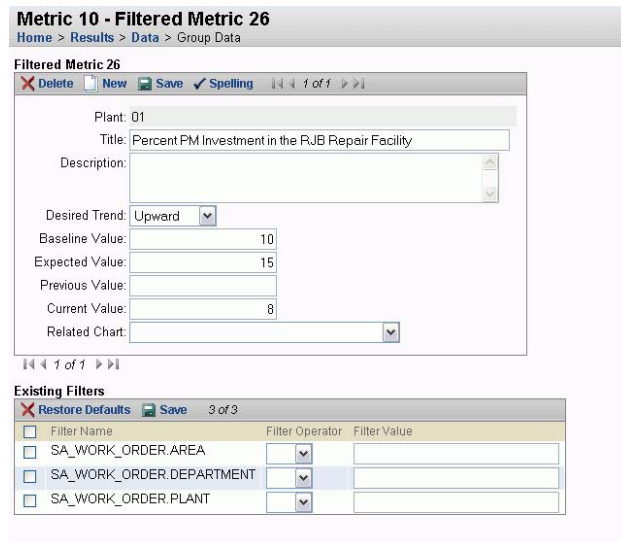 Metric 10 - Filtered Metric 26
Home > Results > Data > Group Data
Filtered Metric 26
Delete New Save Spelling 1 of 1
Plant: 01
Title: Percent PM Investment in the RJB Repair Facility
Description:
Desired Trend: Upward
Baseline Value: 10
Expected Value: 15
Previous Value:
Current Value: 8
Related Chart:
1 of 1
Existing Filters
Restore Defaults Save 3 of 3
Filter Name Filter Operator Filter Value
SA_WORK_ORDER.AREA
SA_WORK_ORDER.DEPARTMENT
SA_WORK_ORDER.PLANT